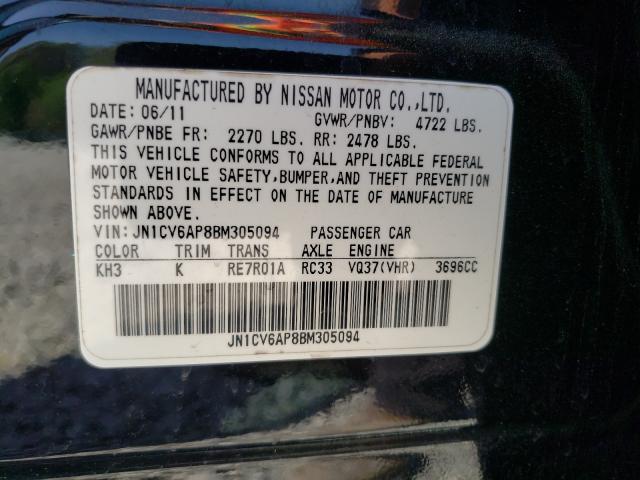 MANUFACTURED BY NISSAN MOTOR CO.,LTD.
DATE: 06/11 GVWR/PNBV: 4722 LBS.
GAWR/PNBE FR: 2270 LBS. RR: 2478 LBS.
THIS VEHICLE CONFORMS TO ALL APPLICABLE FEDERAL
MOTOR VEHICLE SAFETY,BUMPER,AND THEFT PREVENTION
STANDARDS IN EFFECT ON THE DATE OF MANUFACTURE
SHOWN ABOVE.
VIN:JN1CV6AP8BM305094 PASSENGER CAR
COLOR TRIM TRANS AXLE ENGINE
KH3 K RE7R01A RC33 VQ37(VHR) 3696CC
JN1CV6AP8BM305094